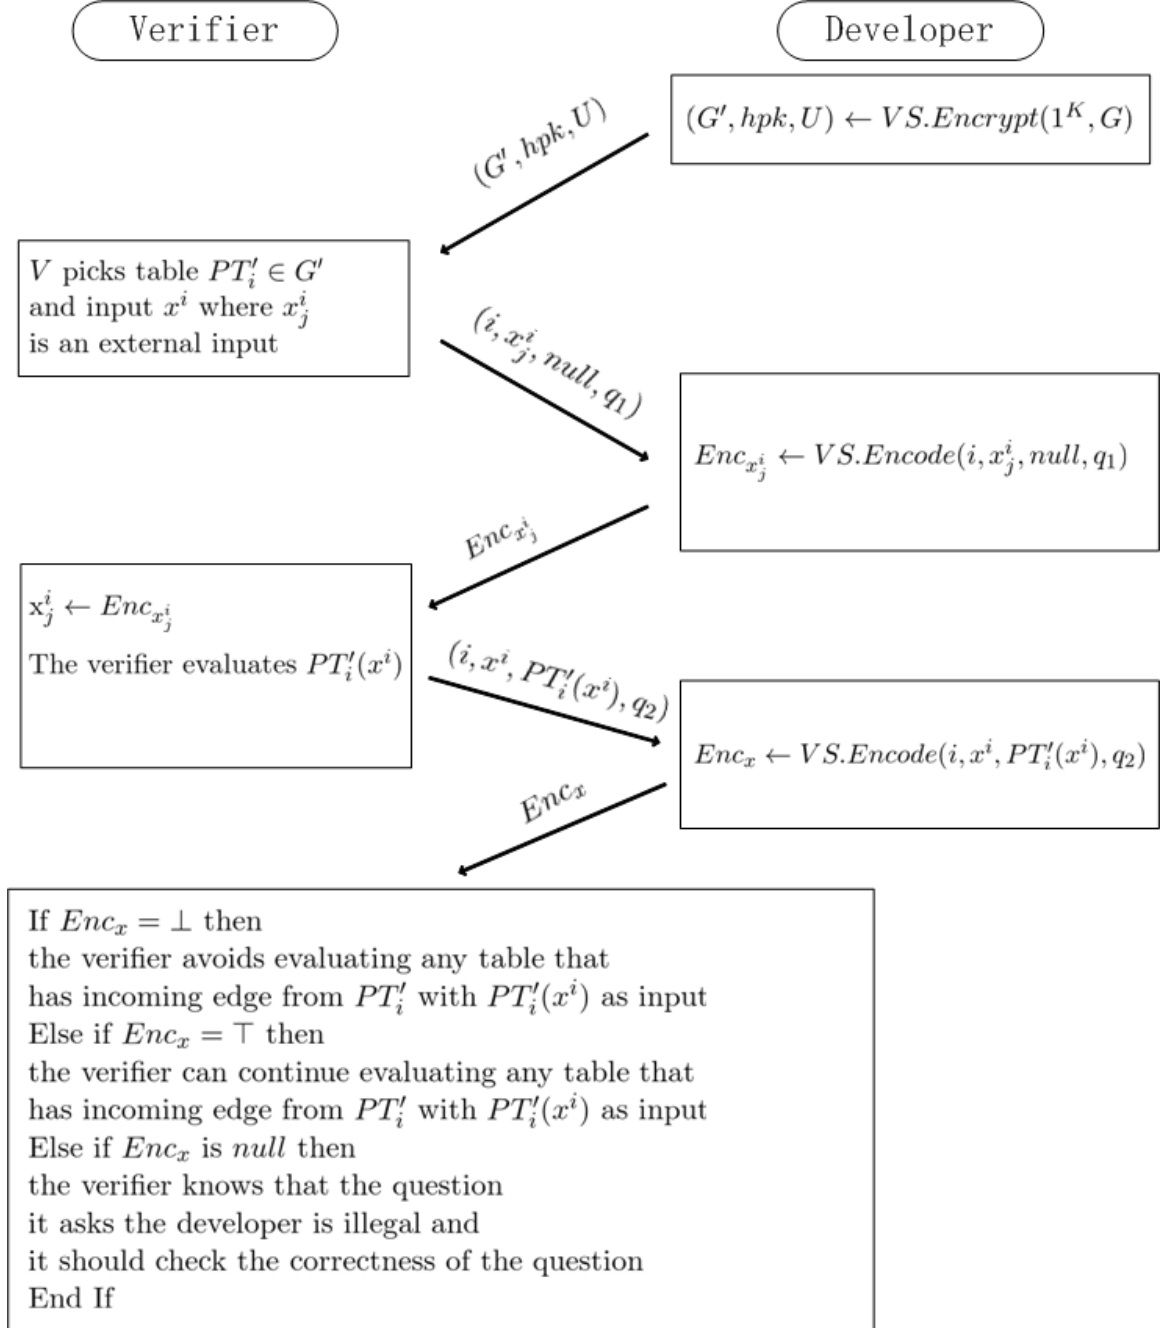 Verifier
Developer
(G′, hpk, U) ← VS.Encrypt(1^K, G)
(G′, hpk, U)
V picks table PT′_i ∈ G′
and input x^i where x^i_j
is an external input
(i, x^i_j, null, q_1)
Enc_{x^i_j} ← VS.Encode(i, x^i_j, null, q_1)
Enc_{x^i_j}
x^i_j ← Enc_{x^i_j}
The verifier evaluates PT′_i(x^i)
(i, x^i, PT′_i(x^i), q_2)
Enc_x ← VS.Encode(i, x^i, PT′_i(x^i), q_2)
Enc_x
If Enc_x = ⊥ then
the verifier avoids evaluating any table that
has incoming edge from PT′_i with PT′_i(x^i) as input
Else if Enc_x = ⊤ then
the verifier can continue evaluating any table that
has incoming edge from PT′_i with PT′_i(x^i) as input
Else if Enc_x is null then
the verifier knows that the question
it asks the developer is illegal and
it should check the correctness of the question
End If